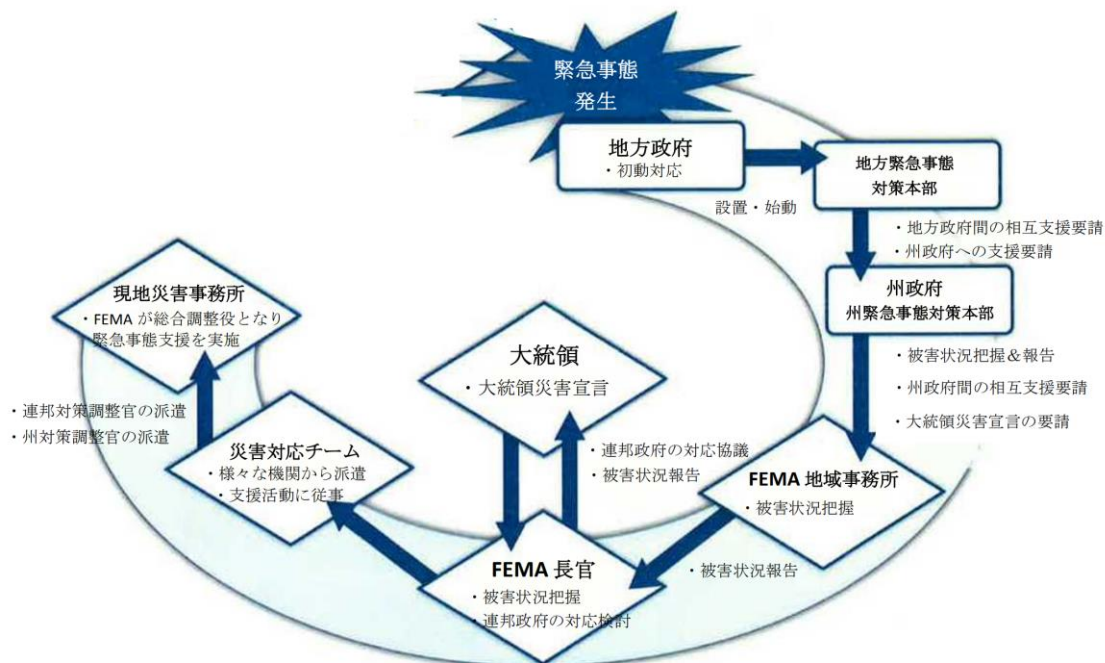 緊急事態
発生
地方政府
・初動対応
設置・始動
地方緊急事態
対策本部
・地方政府間の相互支援要請
・州政府への支援要請
州政府
州緊急事態対策本部
・被害状況把握＆報告
・州政府間の相互支援要請
・大統領災害宣言の要請
FEMA 地域事務所
・被害状況把握
・被害状況報告
FEMA 長官
・被害状況把握
・連邦政府の対応検討
・連邦政府の対応協議
・被害状況報告
大統領
・大統領災害宣言
災害対応チーム
・様々な機関から派遣
・支援活動に従事
・連邦対策調整官の派遣
・州対策調整官の派遣
現地災害事務所
・FEMA が総合調整役となり
緊急事態支援を実施